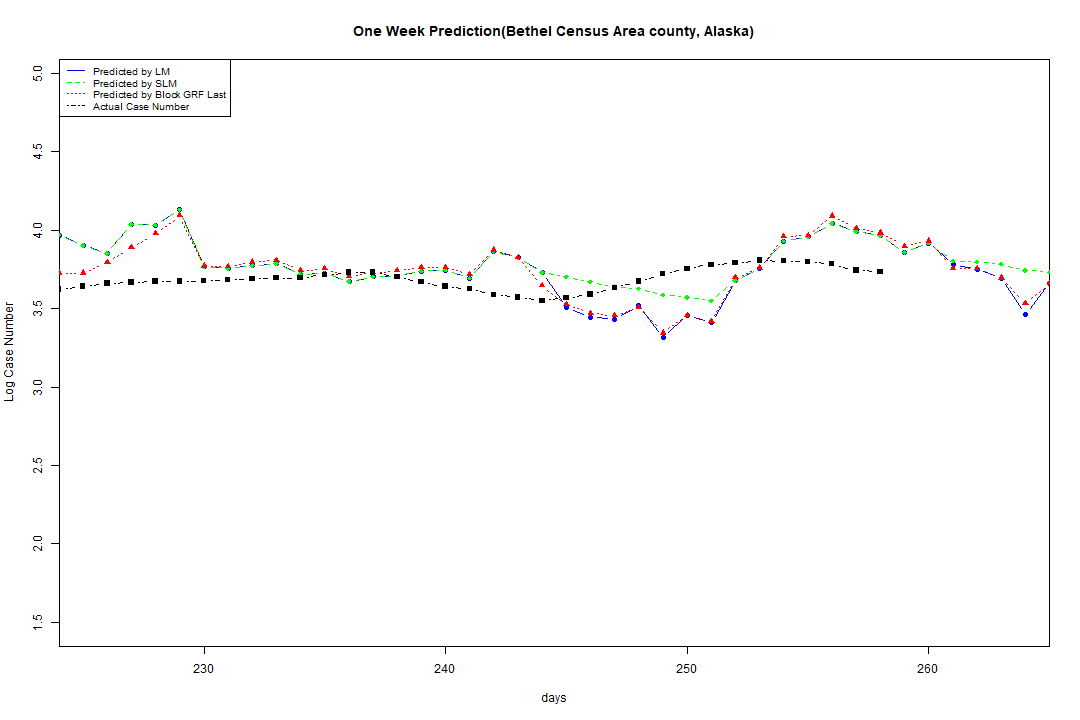 One Week Prediction(Bethel Census Area county, Alaska)
Predicted by LM
Predicted by SLM
Predicted by Block GRF Last
Actual Case Number
5.0
4.5
4.0
3.5
3.0
2.5
2.0
1.5
Log Case Number
230 240 250 260
days